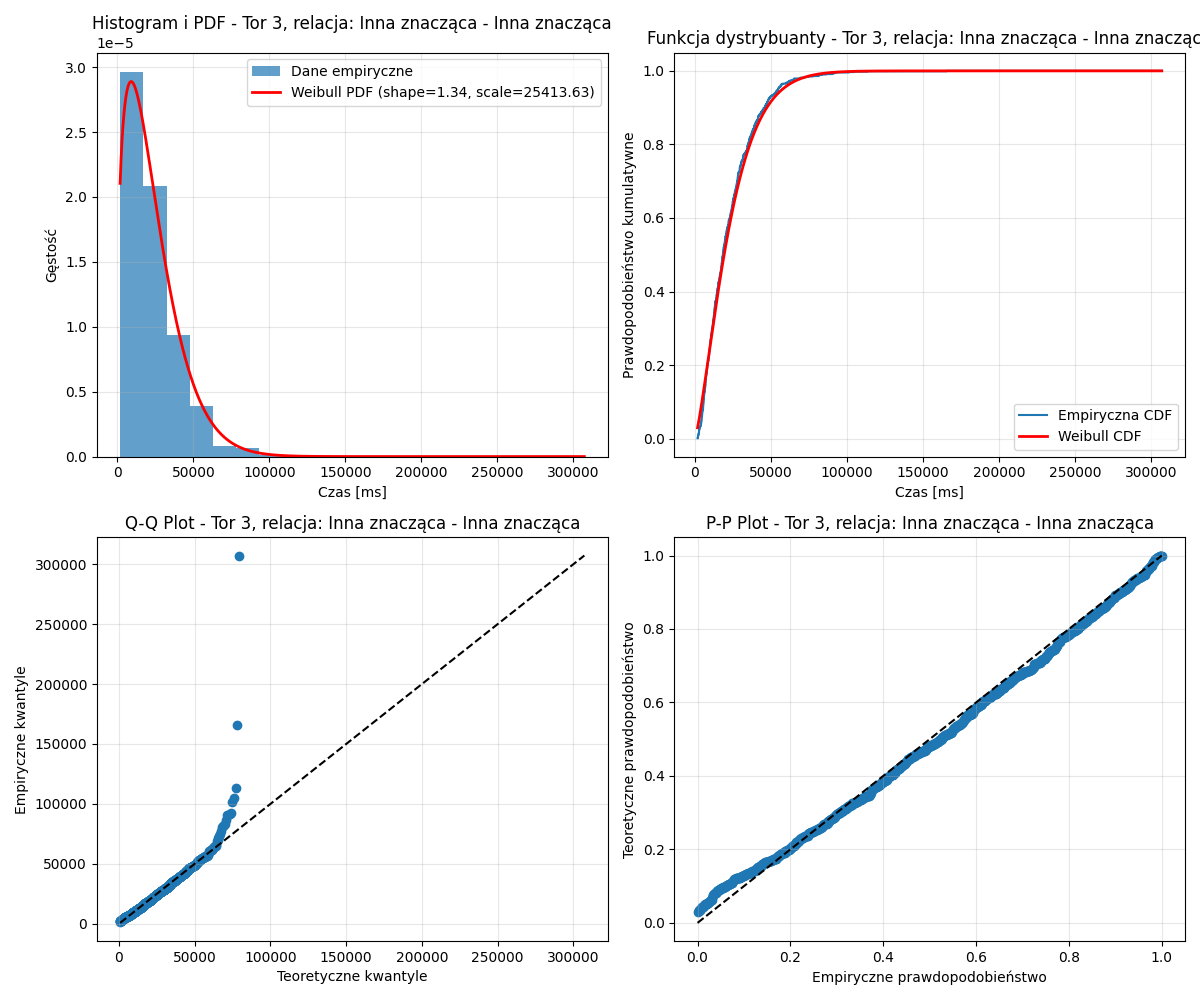 Histogram i PDF - Tor 3, relacja: Inna znacząca - Inna znacząca
1e−5
3.0
2.5
2.0
1.5
1.0
0.5
0.0
Gęstość
Dane empiryczne
Weibull PDF (shape=1.34, scale=25413.63)
0 50000 100000 150000 200000 250000 300000
Czas [ms]
Funkcja dystrybuanty - Tor 3, relacja: Inna znacząca - Inna znacząc
1.0
0.8
0.6
0.4
0.2
0.0
Prawdopodobieństwo kumulatywne
Empiryczna CDF
Weibull CDF
0 50000 100000 150000 200000 250000 300000
Czas [ms]
Q-Q Plot - Tor 3, relacja: Inna znacząca - Inna znacząca
300000
250000
200000
150000
100000
50000
0
Empiryczne kwantyle
0 50000 100000 150000 200000 250000 300000
Teoretyczne kwantyle
P-P Plot - Tor 3, relacja: Inna znacząca - Inna znacząca
1.0
0.8
0.6
0.4
0.2
0.0
Teoretyczne prawdopodobieństwo
0.0 0.2 0.4 0.6 0.8 1.0
Empiryczne prawdopodobieństwo